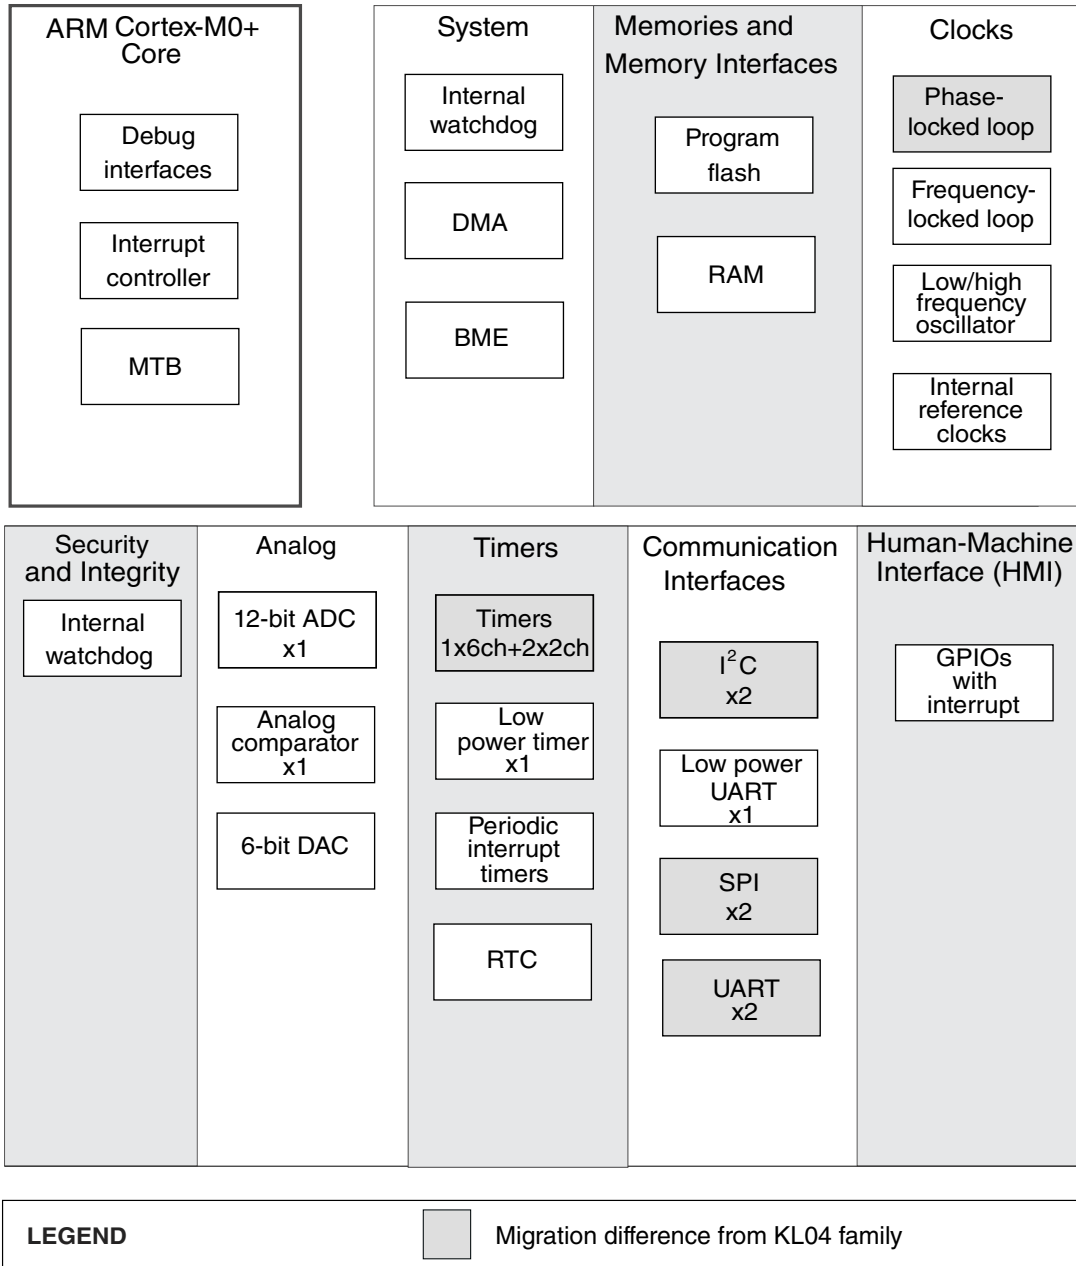 ARM Cortex-M0+
Core
Debug
interfaces
Interrupt
controller
MTB
System
Internal
watchdog
DMA
BME
Memories and
Memory Interfaces
Program
flash
RAM
Clocks
Phase-
locked loop
Frequency-
locked loop
Low/high
frequency
oscillator
Internal
reference
clocks
Security
and Integrity
Internal
watchdog
Analog
12-bit ADC
x1
Analog
comparator
x1
6-bit DAC
Timers
Timers
1x6ch+2x2ch
Low
power timer
x1
Periodic
interrupt
timers
RTC
Communication
Interfaces
I²C
x2
Low power
UART
x1
SPI
x2
UART
x2
Human-Machine
Interface (HMI)
GPIOs
with
interrupt
LEGEND
Migration difference from KL04 family